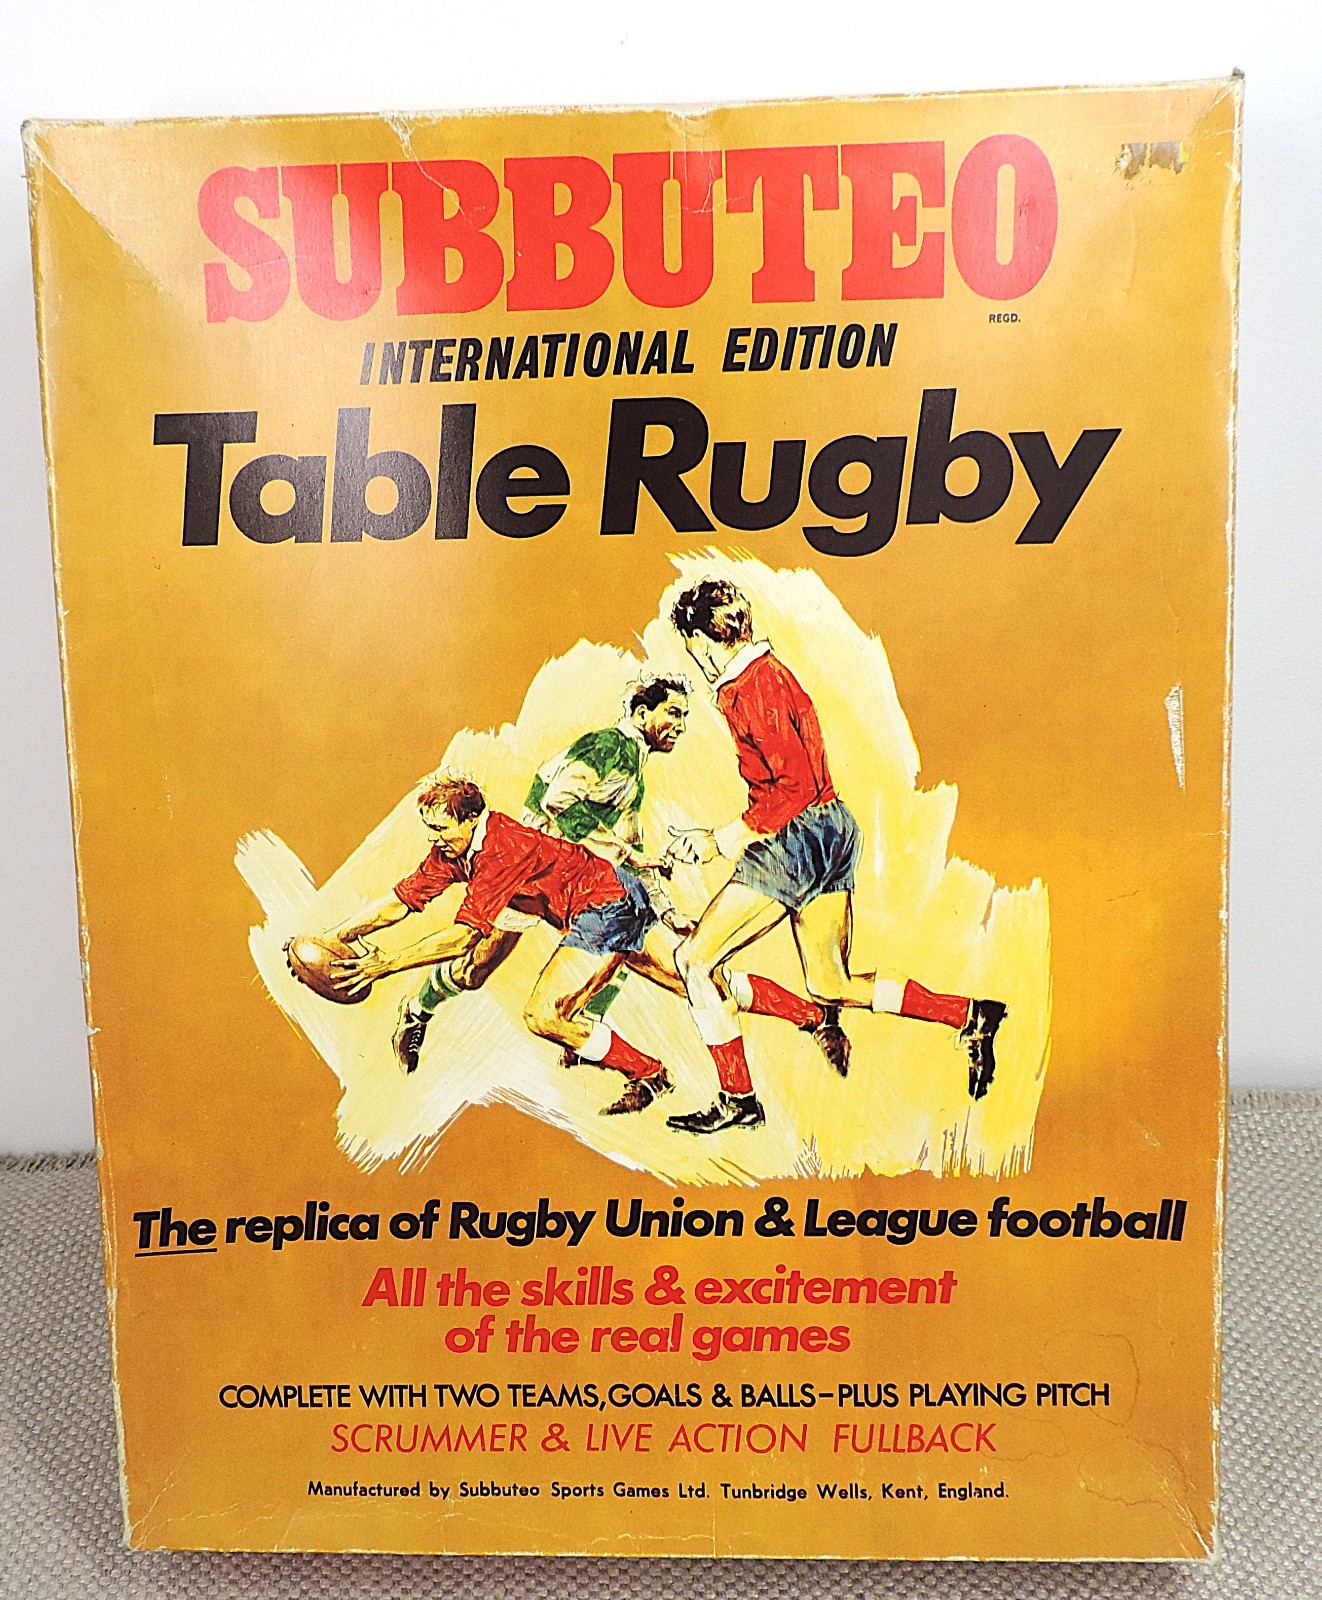 SUBBUTEO
REGD.
INTERNATIONAL EDITION
Table Rugby
The replica of Rugby Union & League football
All the skills & excitement
of the real games
COMPLETE WITH TWO TEAMS, GOALS & BALLS–PLUS PLAYING PITCH
SCRUMMER & LIVE ACTION FULLBACK
Manufactured by Subbuteo Sports Games Ltd. Tunbridge Wells, Kent, England.